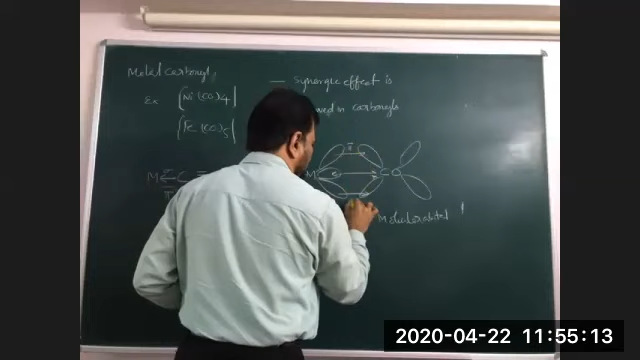 Metal carbonyls
— Synergic effect is
Ex [Ni(CO)4]
in carbonyls
[Fe(CO)5]
M C
M
π
σ
C O
Molecular orbital
2020-04-22 11:55:13